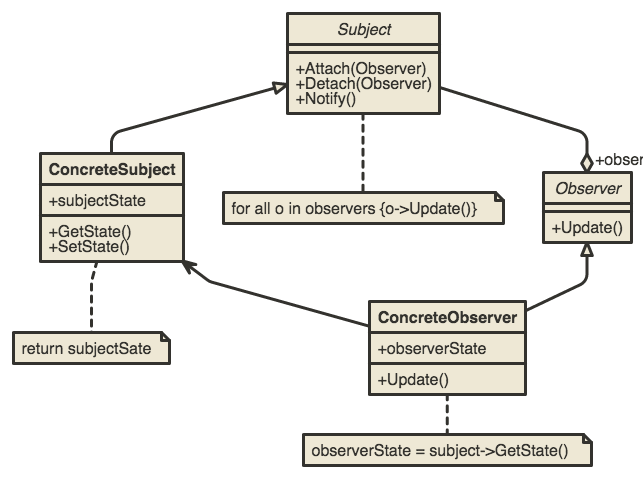 Subject
+Attach(Observer)
+Detach(Observer)
+Notify()
ConcreteSubject
+subjectState
+GetState()
+SetState()
for all o in observers {o->Update()}
+obser
Observer
+Update()
return subjectSate
ConcreteObserver
+observerState
+Update()
observerState = subject->GetState()